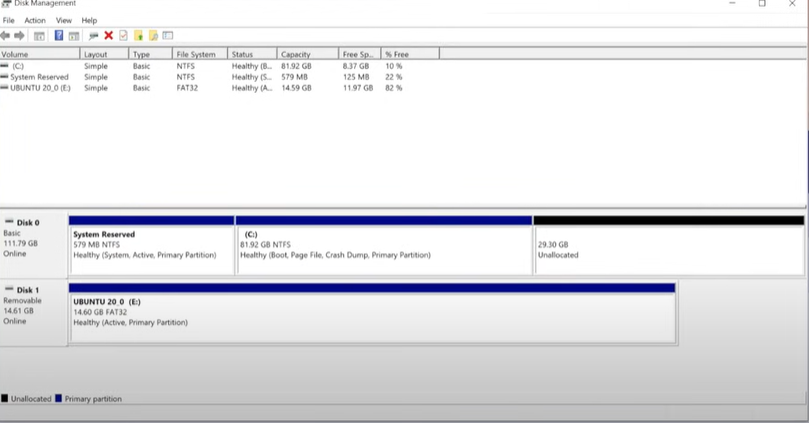 Disk Management
File Action View Help
Volume Layout Type File System Status Capacity Free Sp... % Free
(C:) Simple Basic NTFS Healthy (B... 81.92 GB 8.37 GB 10 %
System Reserved Simple Basic NTFS Healthy (S... 579 MB 125 MB 22 %
UBUNTU 20_0 (E:) Simple Basic FAT32 Healthy (A... 14.59 GB 11.97 GB 82 %
Disk 0
Basic
111.79 GB
Online
System Reserved
579 MB NTFS
Healthy (System, Active, Primary Partition)
(C:)
81.92 GB NTFS
Healthy (Boot, Page File, Crash Dump, Primary Partition)
29.30 GB
Unallocated
Disk 1
Removable
14.61 GB
Online
UBUNTU 20_0 (E:)
14.60 GB FAT32
Healthy (Active, Primary Partition)
Unallocated Primary partition